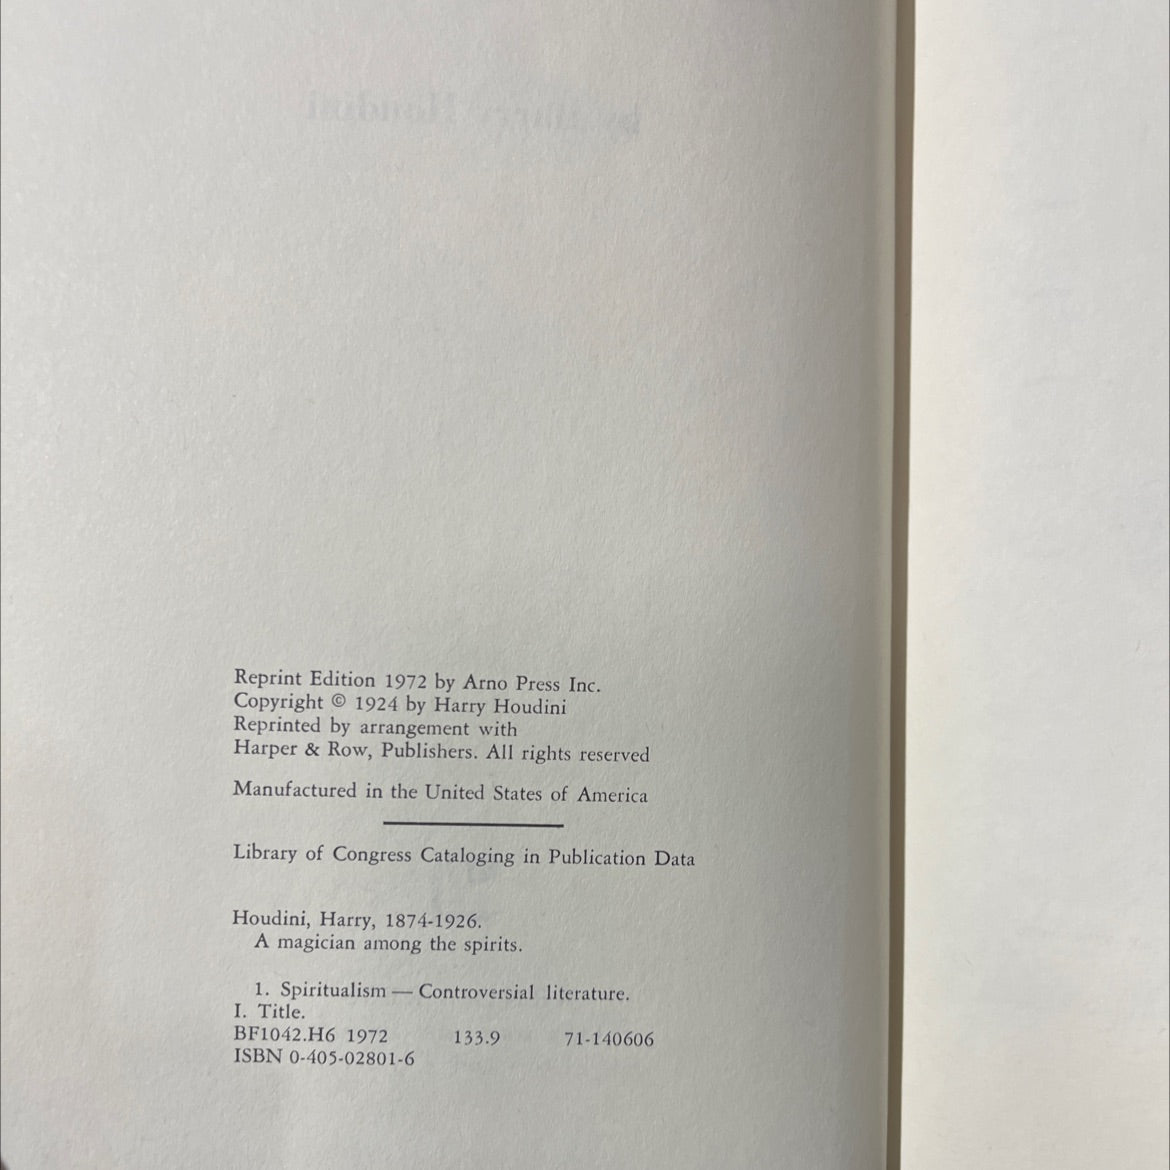 by Harry Houdini
Reprint Edition 1972 by Arno Press Inc.
Copyright © 1924 by Harry Houdini
Reprinted by arrangement with
Harper & Row, Publishers. All rights reserved
Manufactured in the United States of America
Library of Congress Cataloging in Publication Data
Houdini, Harry, 1874-1926.
A magician among the spirits.
1. Spiritualism — Controversial literature.
I. Title.
BF1042.H6 1972 133.9 71-140606
ISBN 0-405-02801-6